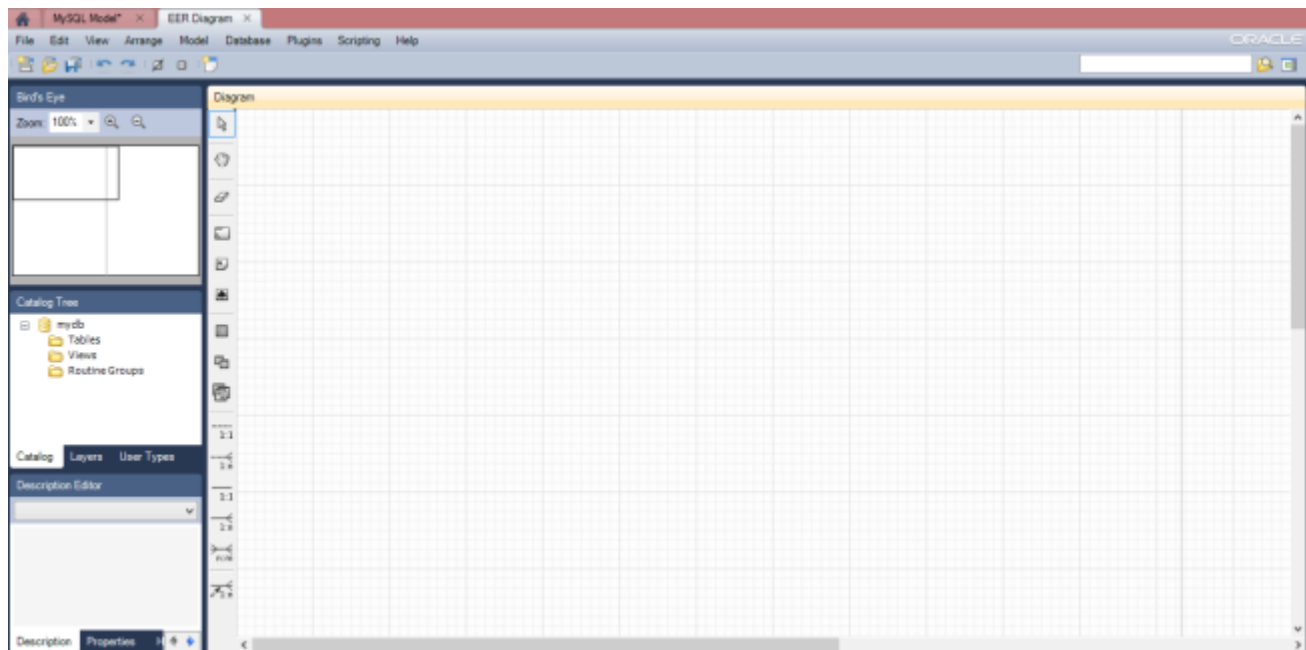 MySQL Model* × EER Diagram ×
File Edit View Arrange Model Database Plugins Scripting Help ORACLE
Bird's Eye
Diagram
Zoom: 100%
Catalog Tree
mydb
Tables
Views
Routine Groups
1:1
Catalog Layers User Types
Description Editor
1:1
Description Properties H